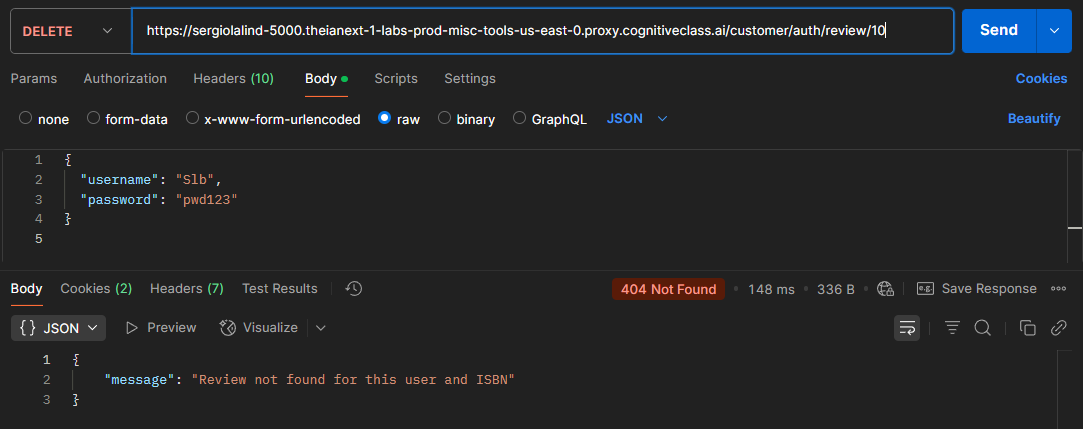 DELETE https://sergiolalind-5000.theianext-1-labs-prod-misc-tools-us-east-0.proxy.cognitiveclass.ai/customer/auth/review/10 Send
Params Authorization Headers (10) Body Scripts Settings Cookies
none form-data x-www-form-urlencoded raw binary GraphQL JSON Beautify
1 {
2 "username": "Slb",
3 "password": "pwd123"
4 }
5
Body Cookies (2) Headers (7) Test Results 404 Not Found 148 ms 336 B e.g. Save Response
{} JSON Preview Visualize
1 {
2 "message": "Review not found for this user and ISBN"
3 }